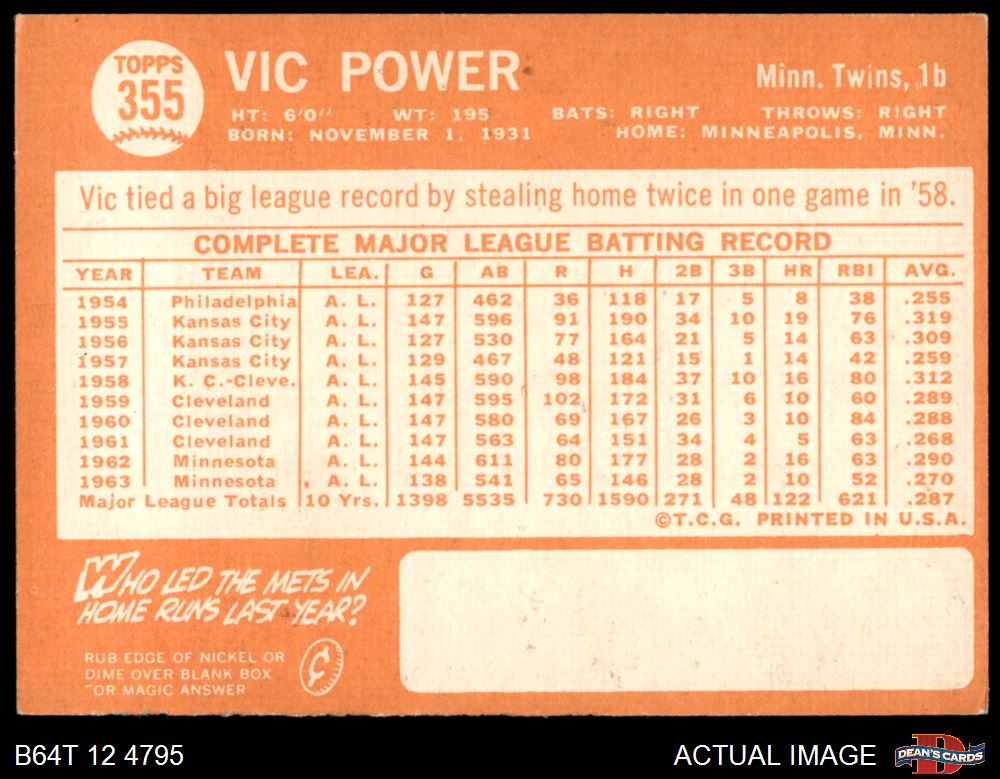 TOPPS
355
VIC POWER
Minn. Twins, 1b
HT: 6'0" WT: 195 BATS: RIGHT THROWS: RIGHT
BORN: NOVEMBER 1, 1931 HOME: MINNEAPOLIS, MINN.
Vic tied a big league record by stealing home twice in one game in '58.
COMPLETE MAJOR LEAGUE BATTING RECORD
YEAR TEAM LEA. G AB R H 2B 3B HR RBI AVG.
1954 Philadelphia A. L. 127 462 36 118 17 5 8 38 .255
1955 Kansas City A. L. 147 596 91 190 34 10 19 76 .319
1956 Kansas City A. L. 127 530 77 164 21 5 14 63 .309
1957 Kansas City A. L. 129 467 48 121 15 1 14 42 .259
1958 K. C.-Cleve. A. L. 145 590 98 184 37 10 16 80 .312
1959 Cleveland A. L. 147 595 102 172 31 6 10 60 .289
1960 Cleveland A. L. 147 580 69 167 26 3 10 84 .288
1961 Cleveland A. L. 147 563 64 151 34 4 5 63 .268
1962 Minnesota A. L. 144 611 80 177 28 2 16 63 .290
1963 Minnesota A. L. 138 541 65 146 28 2 10 52 .270
Major League Totals 10 Yrs. 1398 5535 730 1590 271 48 122 621 .287
©T.C.G. PRINTED IN U.S.A.
WHO LED THE METS IN
HOME RUNS LAST YEAR?
RUB EDGE OF NICKEL OR
DIME OVER BLANK BOX
OR MAGIC ANSWER
¢
B64T 12 4795
ACTUAL IMAGE
DEAN'S CARDS